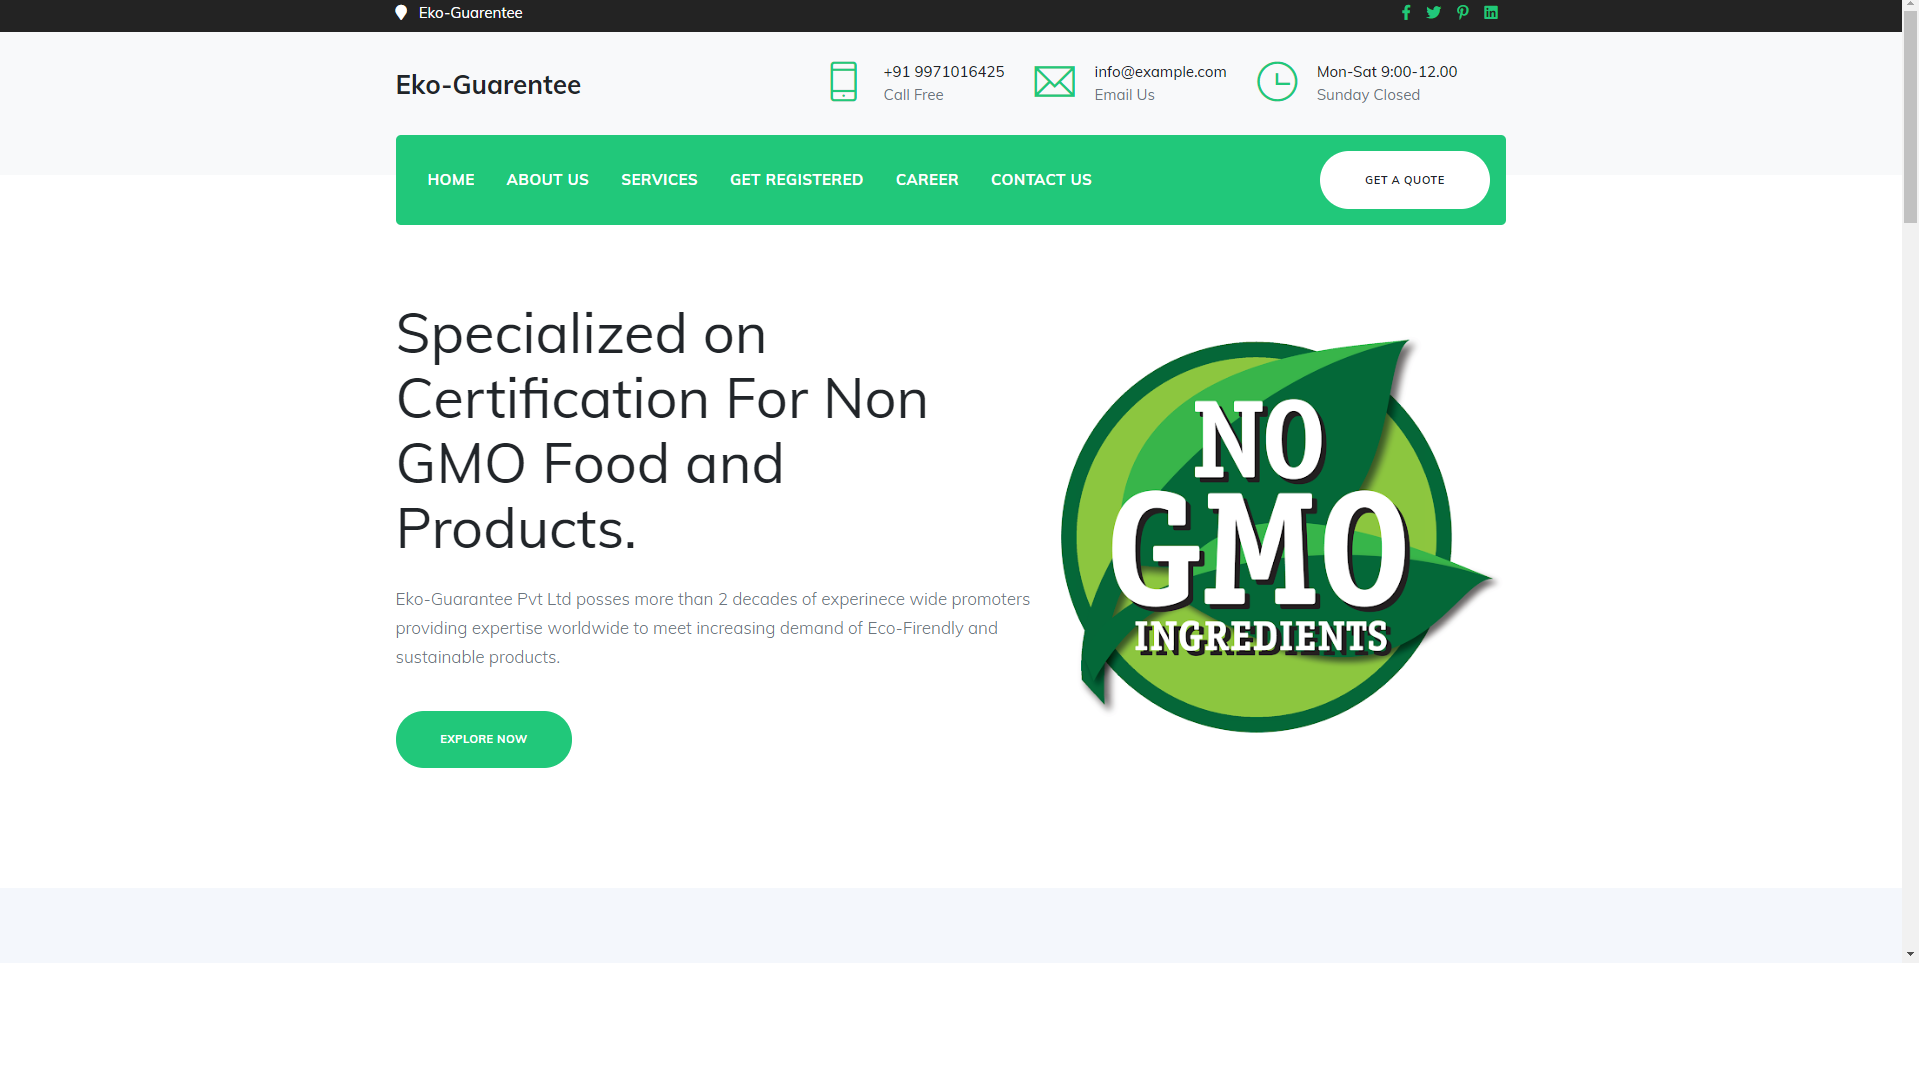 Eko-Guarentee
Eko-Guarentee
+91 9971016425
Call Free
info@example.com
Email Us
Mon-Sat 9:00-12.00
Sunday Closed
HOME ABOUT US SERVICES GET REGISTERED CAREER CONTACT US GET A QUOTE
Specialized on
Certification For Non
GMO Food and
Products.
Eko-Guarantee Pvt Ltd posses more than 2 decades of experinece wide promoters
providing expertise worldwide to meet increasing demand of Eco-Firendly and
sustainable products.
EXPLORE NOW
NO
GMO
INGREDIENTS